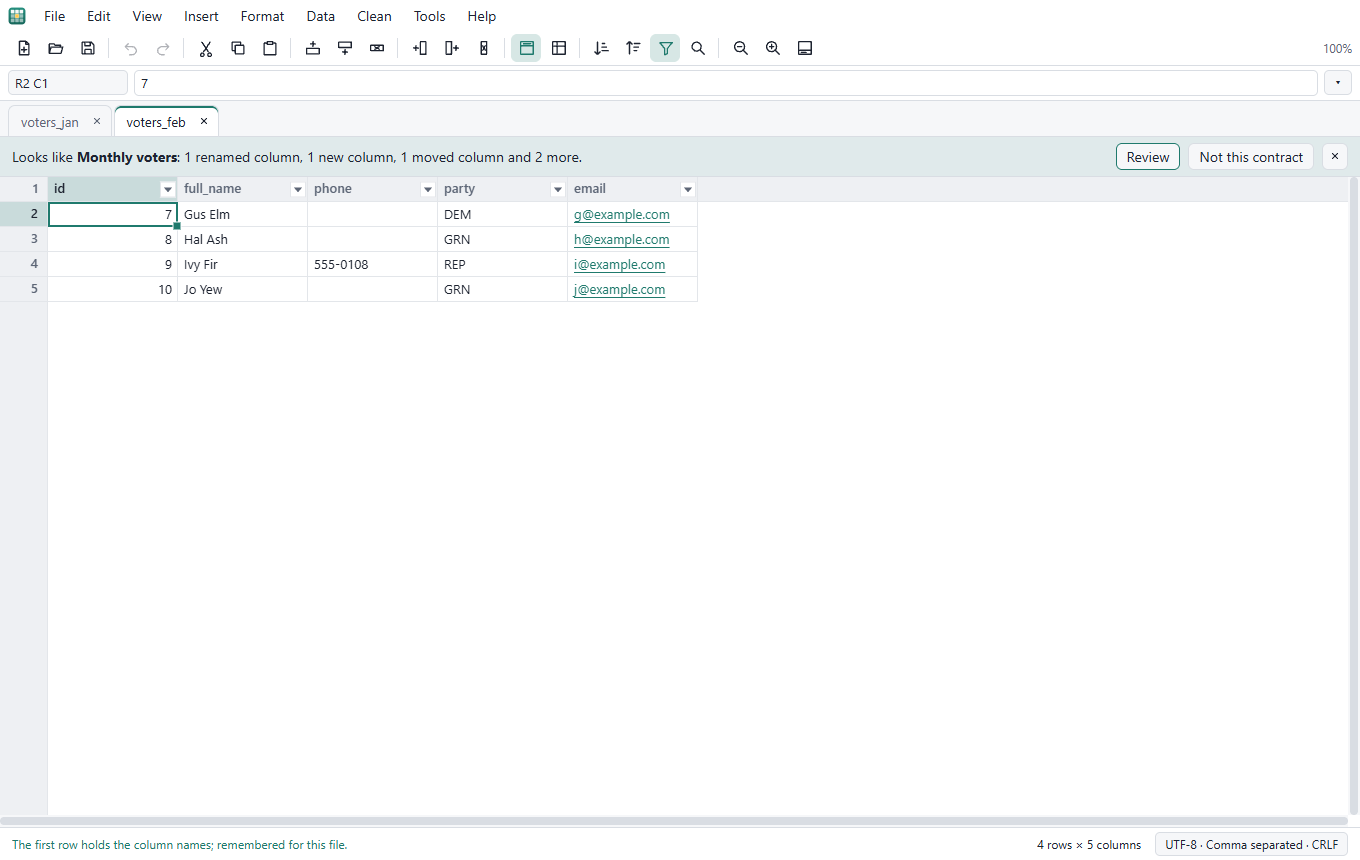 File Edit View Insert Format Data Clean Tools Help
100%
R2 C1 7
voters_jan × voters_feb ×
Looks like Monthly voters: 1 renamed column, 1 new column, 1 moved column and 2 more. Review Not this contract ×
1 id full_name phone party email
2 7 Gus Elm DEM g@example.com
3 8 Hal Ash GRN h@example.com
4 9 Ivy Fir 555-0108 REP i@example.com
5 10 Jo Yew GRN j@example.com
The first row holds the column names; remembered for this file. 4 rows × 5 columns UTF-8 · Comma separated · CRLF